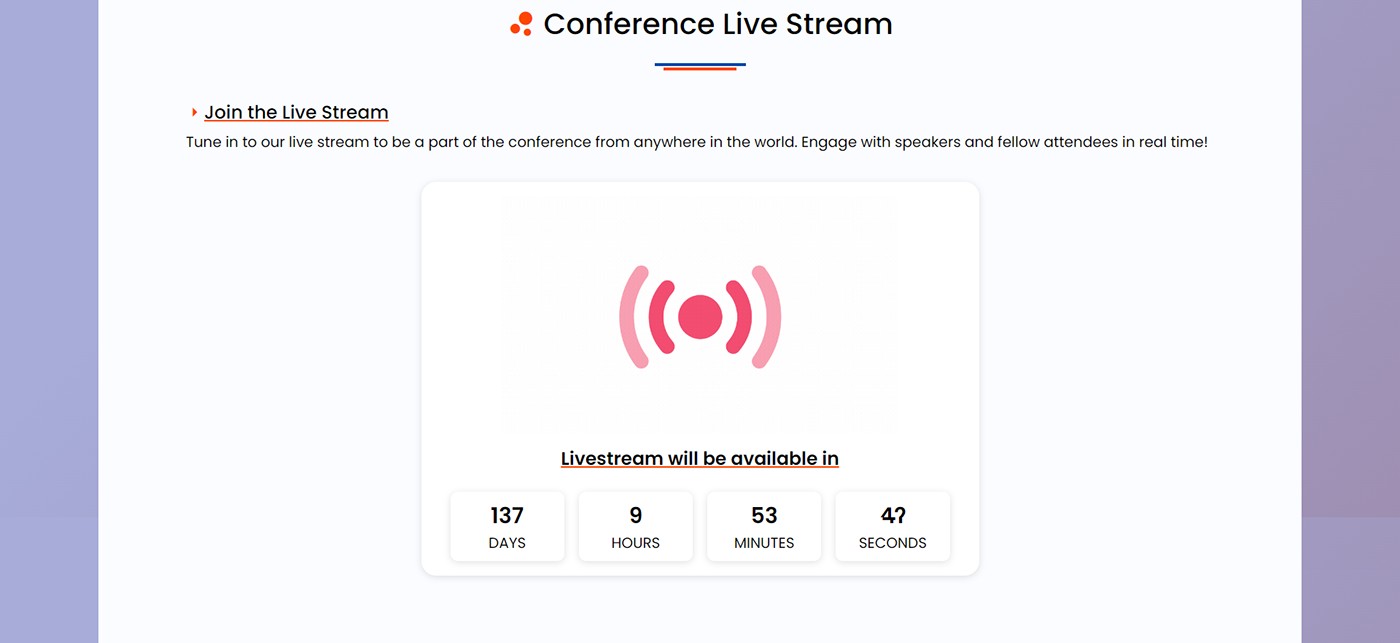 Conference Live Stream
Join the Live Stream
Tune in to our live stream to be a part of the conference from anywhere in the world. Engage with speakers and fellow attendees in real time!
Livestream will be available in
137 9 53
DAYS HOURS MINUTES SECONDS